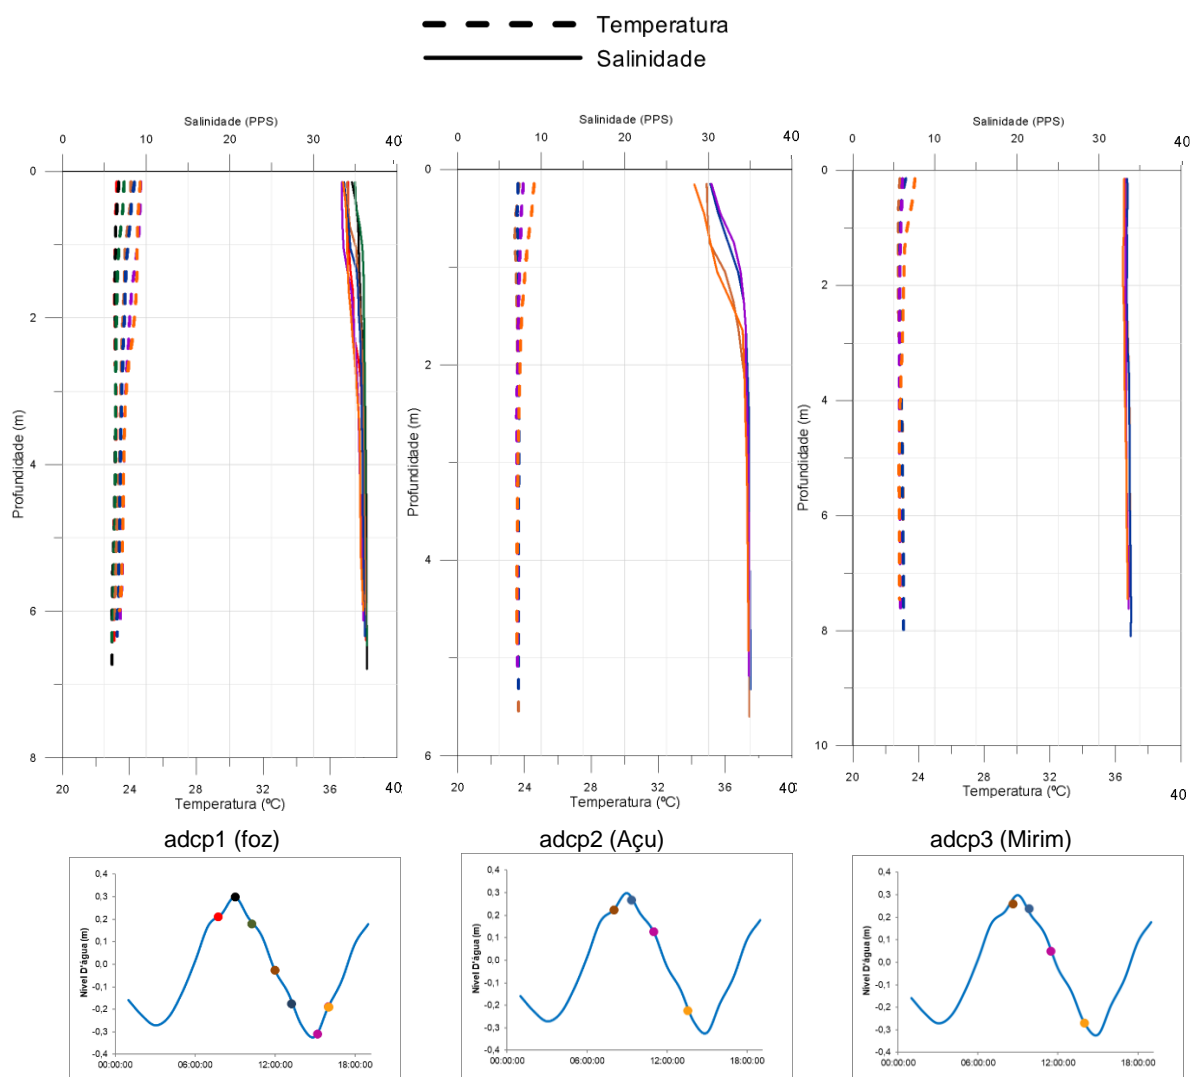 Temperatura
Salinidade
Salinidade (PPS)
0 10 20 30 40
Profundidade (m)
0
2
4
6
8
20 24 28 32 36 40
Temperatura (ºC)
Salinidade (PPS)
0 10 20 30 40
Profundidade (m)
0
2
4
6
20 24 28 32 36 40
Temperatura (ºC)
Salinidade (PPS)
0 10 20 30 40
Profundidade (m)
0
2
4
6
8
10
20 24 28 32 36 40
Temperatura (ºC)
adcp1 (foz)
adcp2 (Açu)
adcp3 (Mirim)
Nível D'água (m)
0,4
0,3
0,2
0,1
0,0
-0,1
-0,2
-0,3
-0,4
00:00:00 06:00:00 12:00:00 18:00:00
Nível D'água (m)
0,4
0,3
0,2
0,1
0,0
-0,1
-0,2
-0,3
-0,4
00:00:00 06:00:00 12:00:00 18:00:00
Nível D'água (m)
0,4
0,3
0,2
0,1
0,0
-0,1
-0,2
-0,3
-0,4
00:00:00 06:00:00 12:00:00 18:00:00